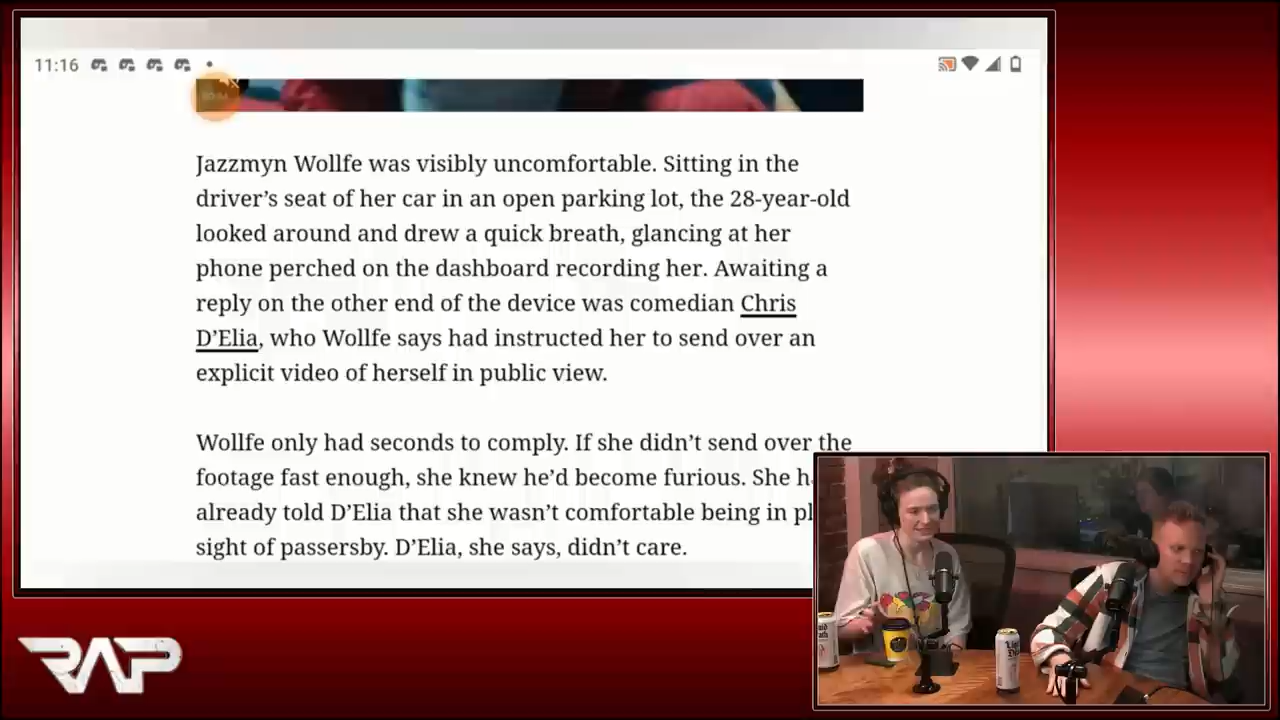 11:16
Jazzmyn Wollfe was visibly uncomfortable. Sitting in the
driver’s seat of her car in an open parking lot, the 28-year-old
looked around and drew a quick breath, glancing at her
phone perched on the dashboard recording her. Awaiting a
reply on the other end of the device was comedian Chris
D’Elia, who Wollfe says had instructed her to send over an
explicit video of herself in public view.
Wollfe only had seconds to comply. If she didn’t send over the
footage fast enough, she knew he’d become furious. She
already told D’Elia that she wasn’t comfortable being in
sight of passersby. D’Elia, she says, didn’t care.
RAP